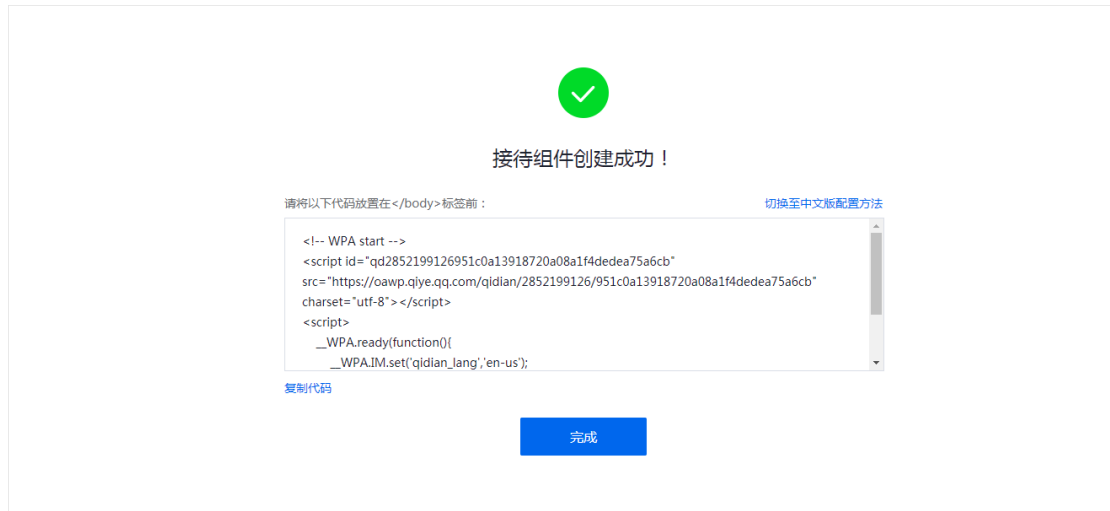 接待组件创建成功！
请将以下代码放置在</body>标签前： 切换至中文版配置方法
<!-- WPA start -->
<script id="qd2852199126951c0a13918720a08a1f4dedea75a6cb"
src="https://oawp.qiye.qq.com/qidian/2852199126/951c0a13918720a08a1f4dedea75a6cb"
charset="utf-8"></script>
<script>
__WPA.ready(function(){
__WPA.IM.set('qidian_lang','en-us');
复制代码
完成